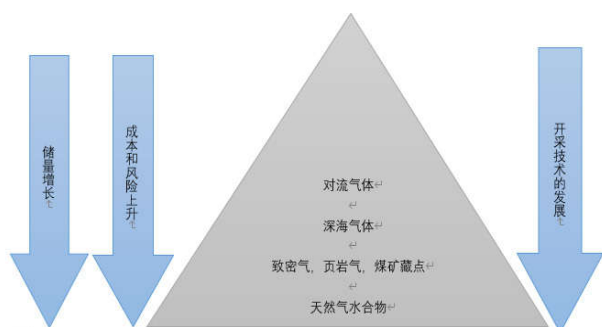 储量增长
成本和风险上升
对流气体
深海气体
致密气，页岩气，煤矿藏点
天然气水合物
开采技术的发展